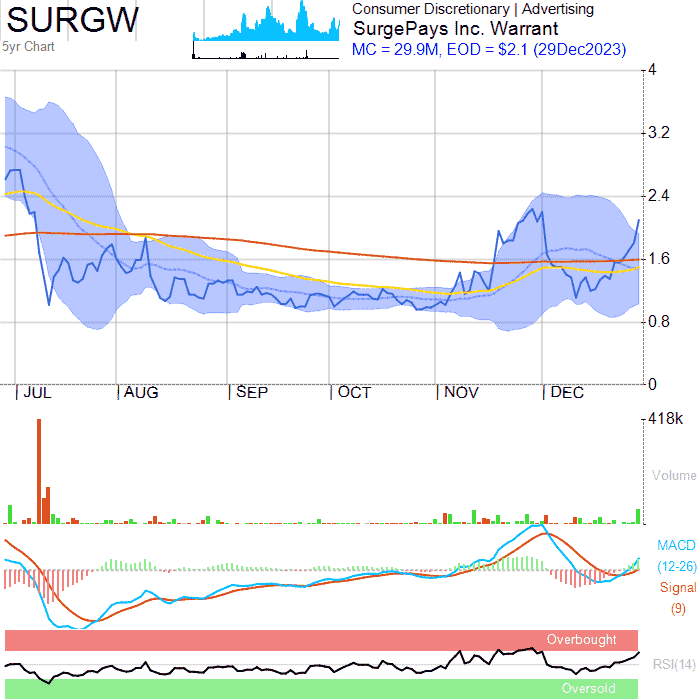 SURGW
5yr Chart
Consumer Discretionary | Advertising
SurgePays Inc. Warrant
MC = 29.9M, EOD = $2.1 (29Dec2023)
4
3.2
2.4
1.6
0.8
0
JUL AUG SEP OCT NOV DEC
418k
Volume
MACD
(12-26)
Signal
(9)
Overbought
RSI(14)
Oversold